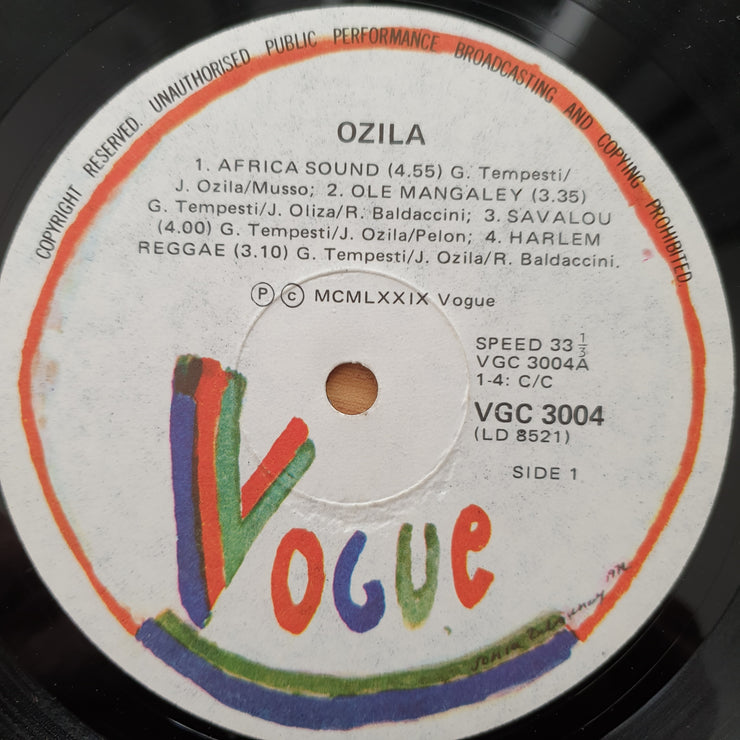 COPYRIGHT RESERVED. UNAUTHORISED PUBLIC PERFORMANCE BROADCASTING AND COPYING PROHIBITED.
OZILA
1. AFRICA SOUND (4.55) G. Tempesti/
J. Ozila/Musso; 2. OLE MANGALEY (3.35)
G. Tempesti/J. Oliza/R. Baldaccini; 3. SAVALOU
(4.00) G. Tempesti/J. Ozila/Pelon; 4. HARLEM
REGGAE (3.10) G. Tempesti/J. Ozila/R. Baldaccini.
Ⓟ © MCMLXXIX Vogue
SPEED 33 1/3
VGC 3004A
1-4: C/C
VGC 3004
(LD 8521)
SIDE 1
VOGUE